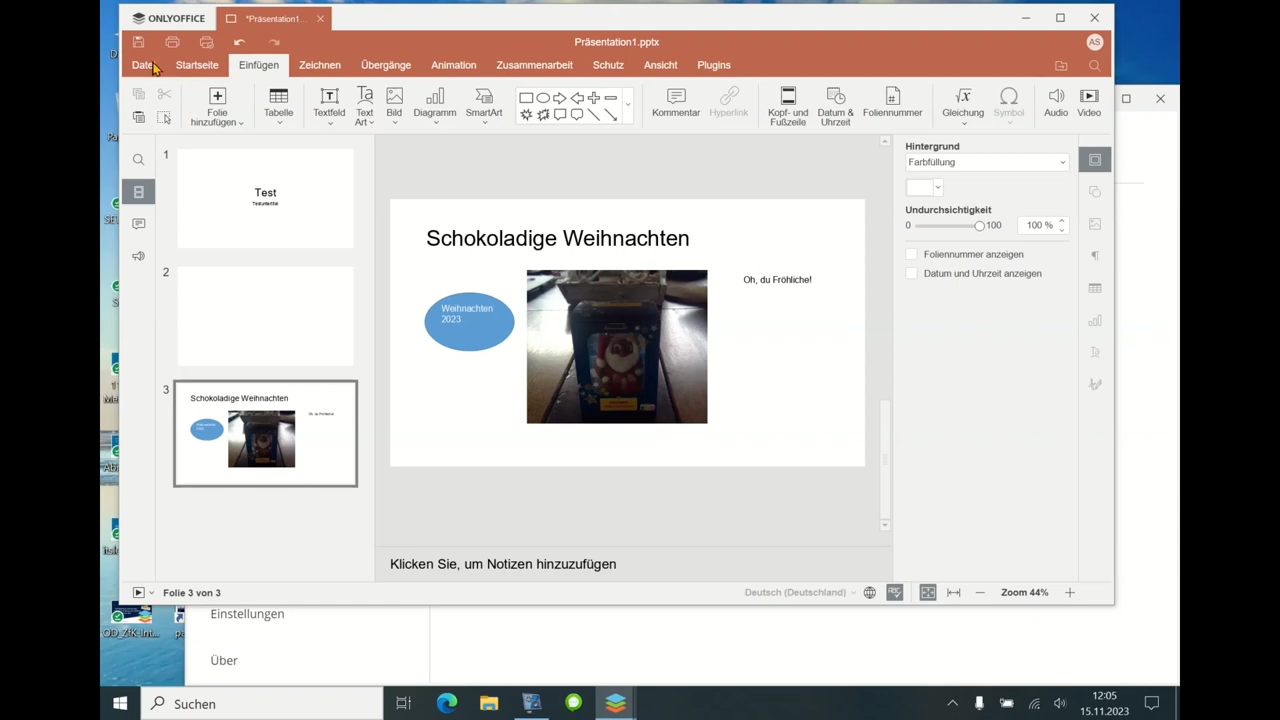 ONLYOFFICE
*Präsentation1...
Präsentation1.pptx
AS
Datei
Startseite
Einfügen
Zeichnen
Übergänge
Animation
Zusammenarbeit
Schutz
Ansicht
Plugins
Folie
hinzufügen
Tabelle
Textfeld
Text
Art
Bild
Diagramm
SmartArt
Kommentar
Hyperlink
Kopf- und
Fußzeile
Datum &
Uhrzeit
Foliennummer
Gleichung
Symbol
Audio
Video
1
Test
2
3
Schokoladige Weihnachten
Schokoladige Weihnachten
Weihnachten
2023
Oh, du Fröhliche!
Hintergrund
Farbfüllung
Undurchsichtigkeit
0
100
100 %
Foliennummer anzeigen
Datum und Uhrzeit anzeigen
Klicken Sie, um Notizen hinzuzufügen
Folie 3 von 3
Deutsch (Deutschland)
Zoom 44%
Einstellungen
Über
Suchen
12:05
15.11.2023